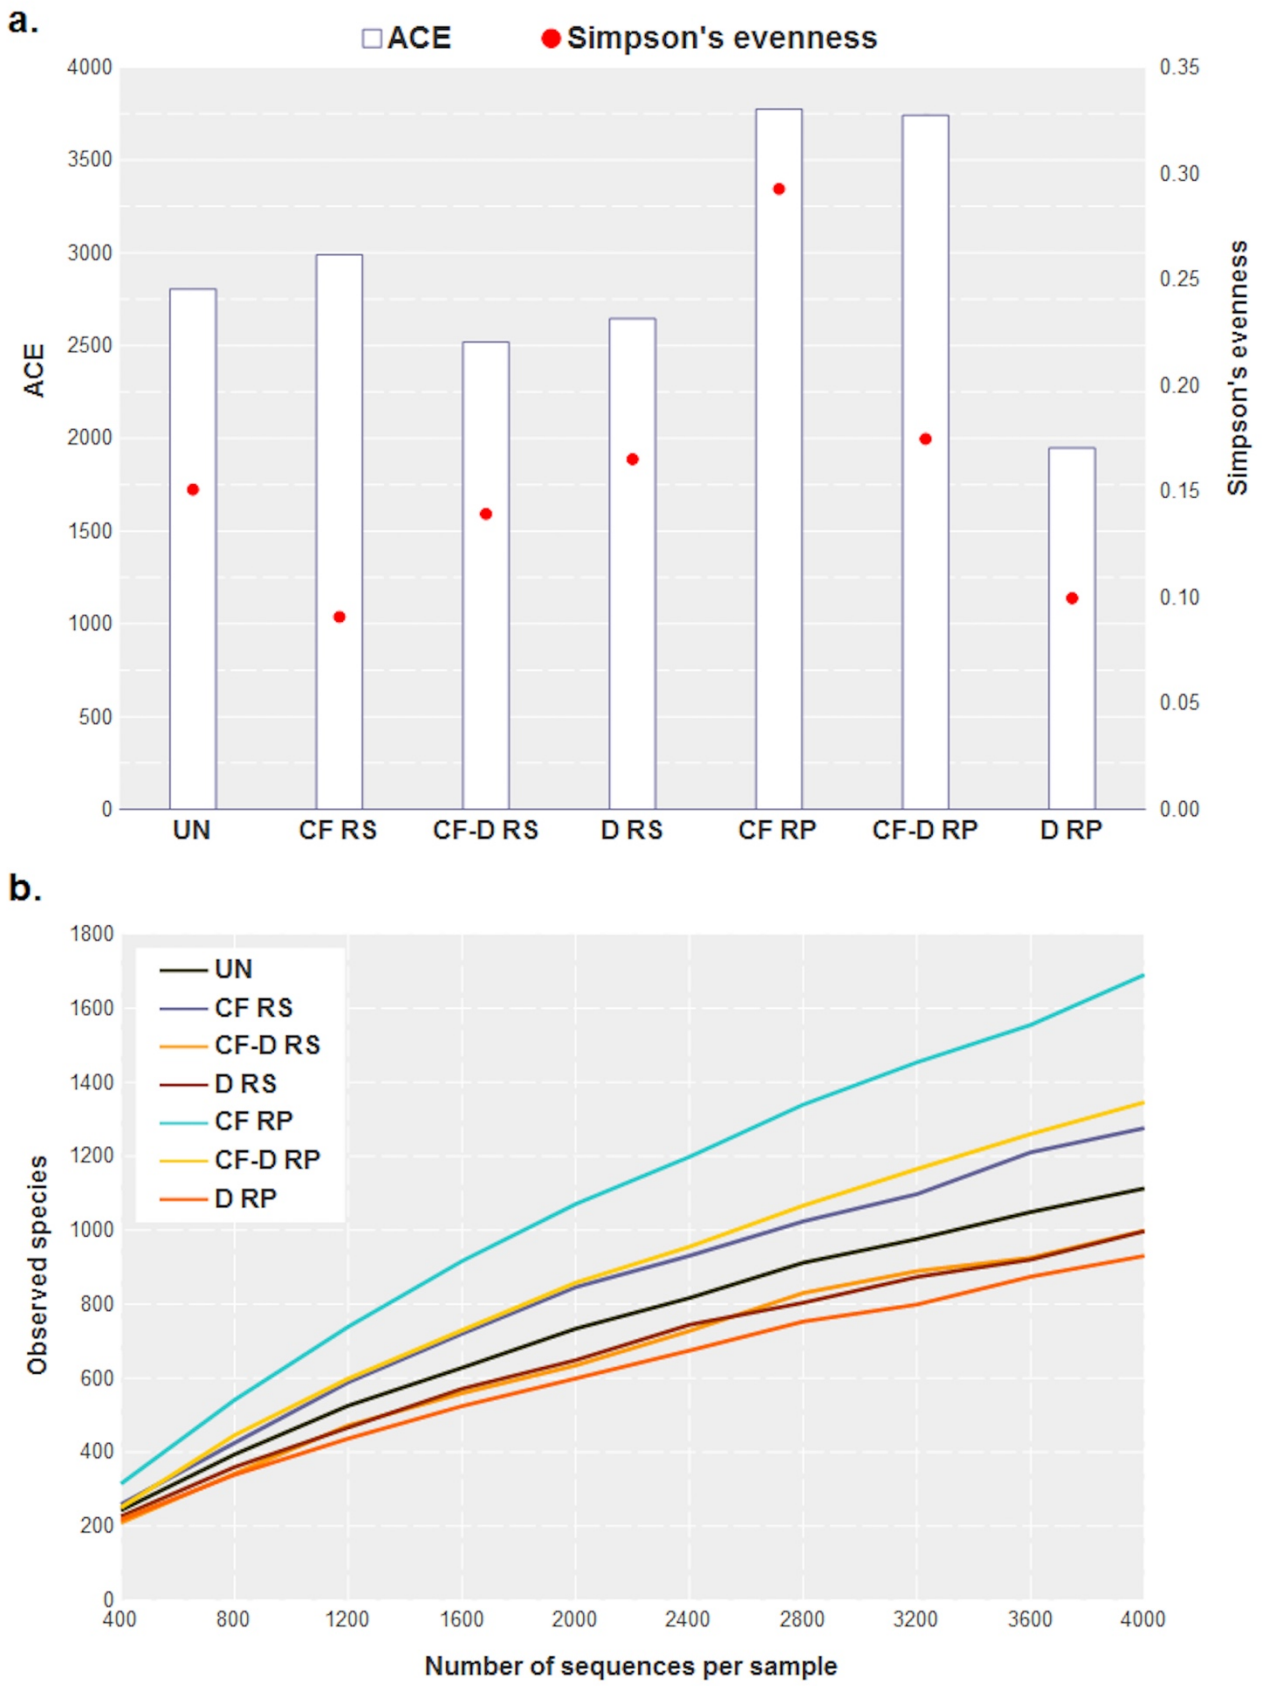 a.
ACE Simpson's evenness
4000 0.35
3500 0.30
3000 0.25
2500 0.20
2000 0.15
1500 0.10
1000 0.05
500 0.00
0
ACE
Simpson's evenness
UN CF RS CF-D RS D RS CF RP CF-D RP D RP
b.
1800
1600
1400
1200
1000
800
600
400
200
0
UN
CF RS
CF-D RS
D RS
CF RP
CF-D RP
D RP
Observed species
400 800 1200 1600 2000 2400 2800 3200 3600 4000
Number of sequences per sample